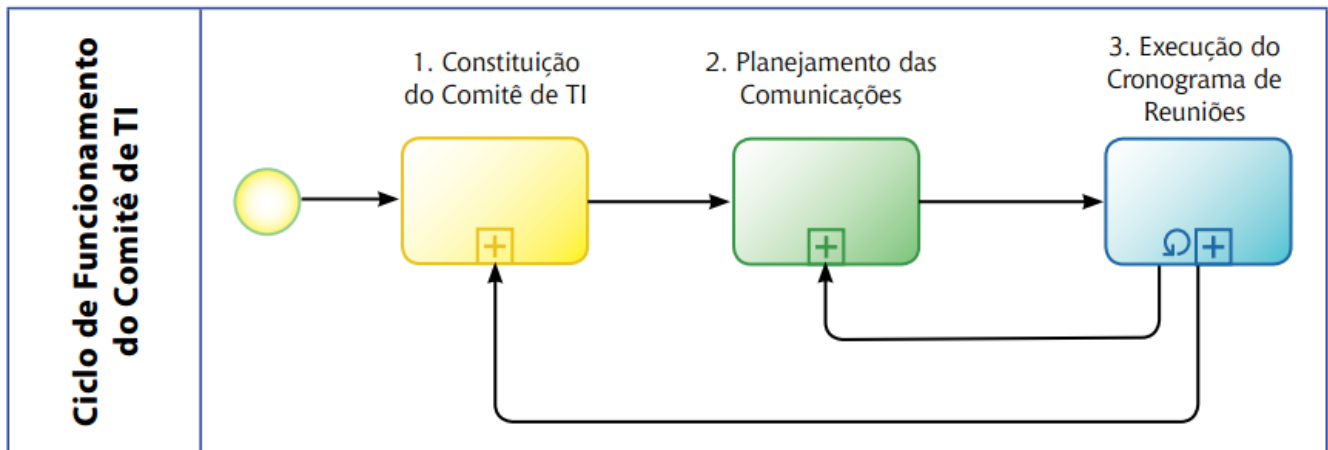 Ciclo de Funcionamento
do Comitê de TI
1. Constituição
do Comitê de TI
2. Planejamento das
Comunicações
3. Execução do
Cronograma de
Reuniões